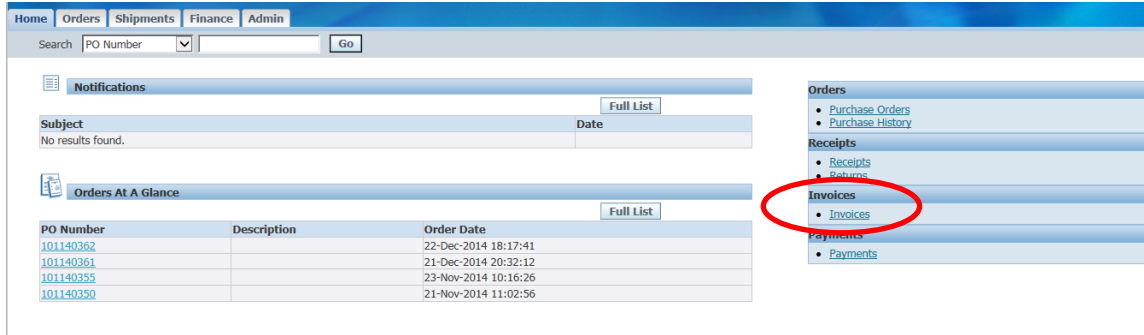 Home Orders Shipments Finance Admin
Search PO Number Go
Notifications
Full List
Subject Date
No results found.
Orders At A Glance
Full List
PO Number Description Order Date
101140362 22-Dec-2014 18:17:41
101140361 21-Dec-2014 20:32:12
101140355 23-Nov-2014 10:16:26
101140350 21-Nov-2014 11:02:56
Orders
Purchase Orders
Purchase History
Receipts
Receipts
Returns
Invoices
Invoices
Payments
Payments